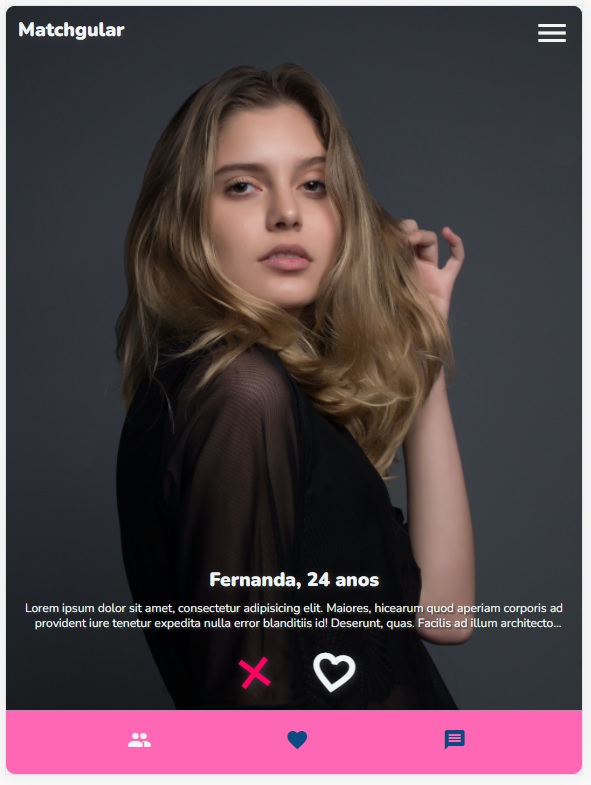 Matchgular
Fernanda, 24 anos
Lorem ipsum dolor sit amet, consectetur adipisicing elit. Maiores, hicearum quod aperiam corporis ad
provident iure tenetur expedita nulla error blanditiis id! Deserunt, quas. Facilis ad illum architecto...